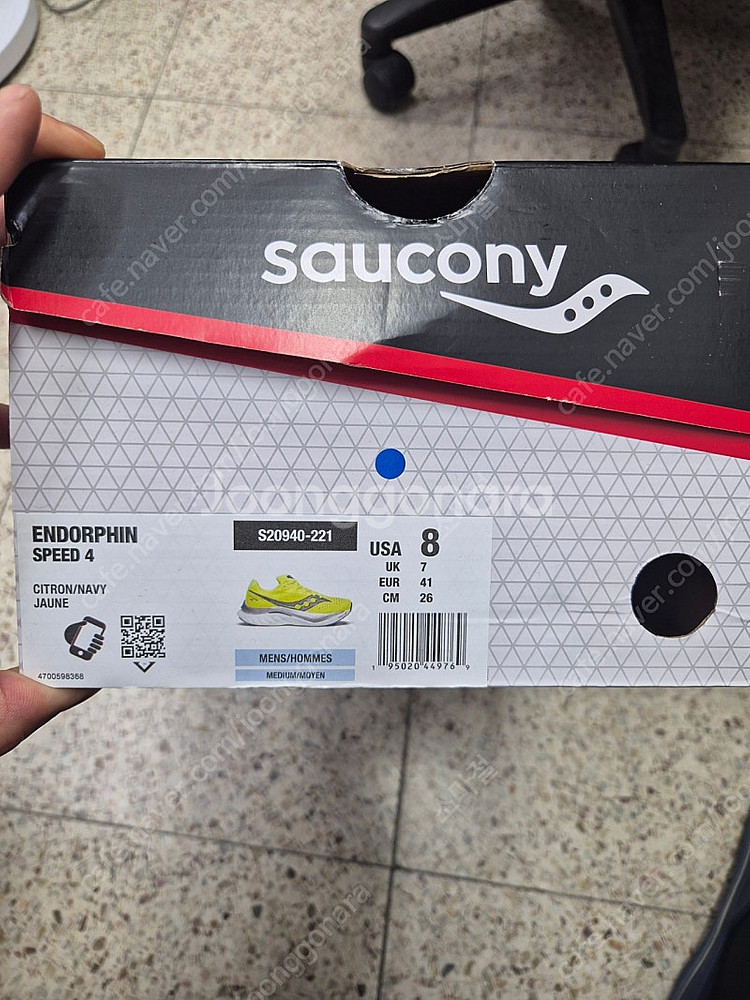 saucony
Joonggonara
ENDORPHIN
SPEED 4
CITRON/NAVY
JAUNE
4700598368
S20940-221
MENS/HOMMES
MEDIUM/MOYEN
USA 8
UK 7
EUR 41
CM 26
1 95020 44976 9
cafe.naver.com/joonggonara